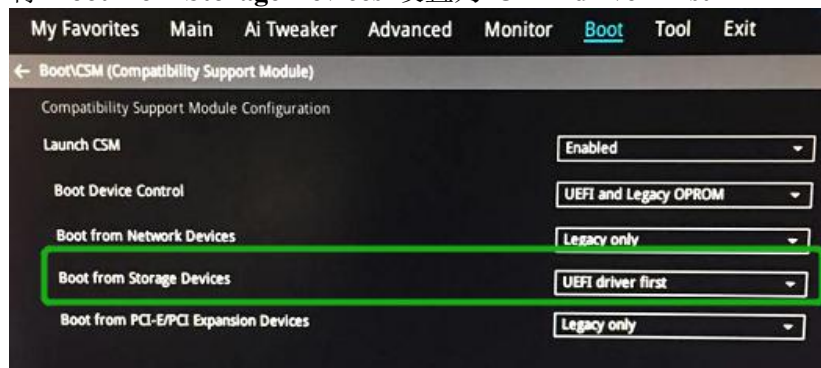 My Favorites Main Ai Tweaker Advanced Monitor Boot Tool Exit
← Boot\CSM (Compatibility Support Module)
Compatibility Support Module Configuration
Launch CSM Enabled
Boot Device Control UEFI and Legacy OPROM
Boot from Network Devices Legacy only
Boot from Storage Devices UEFI driver first
Boot from PCI-E/PCI Expansion Devices Legacy only